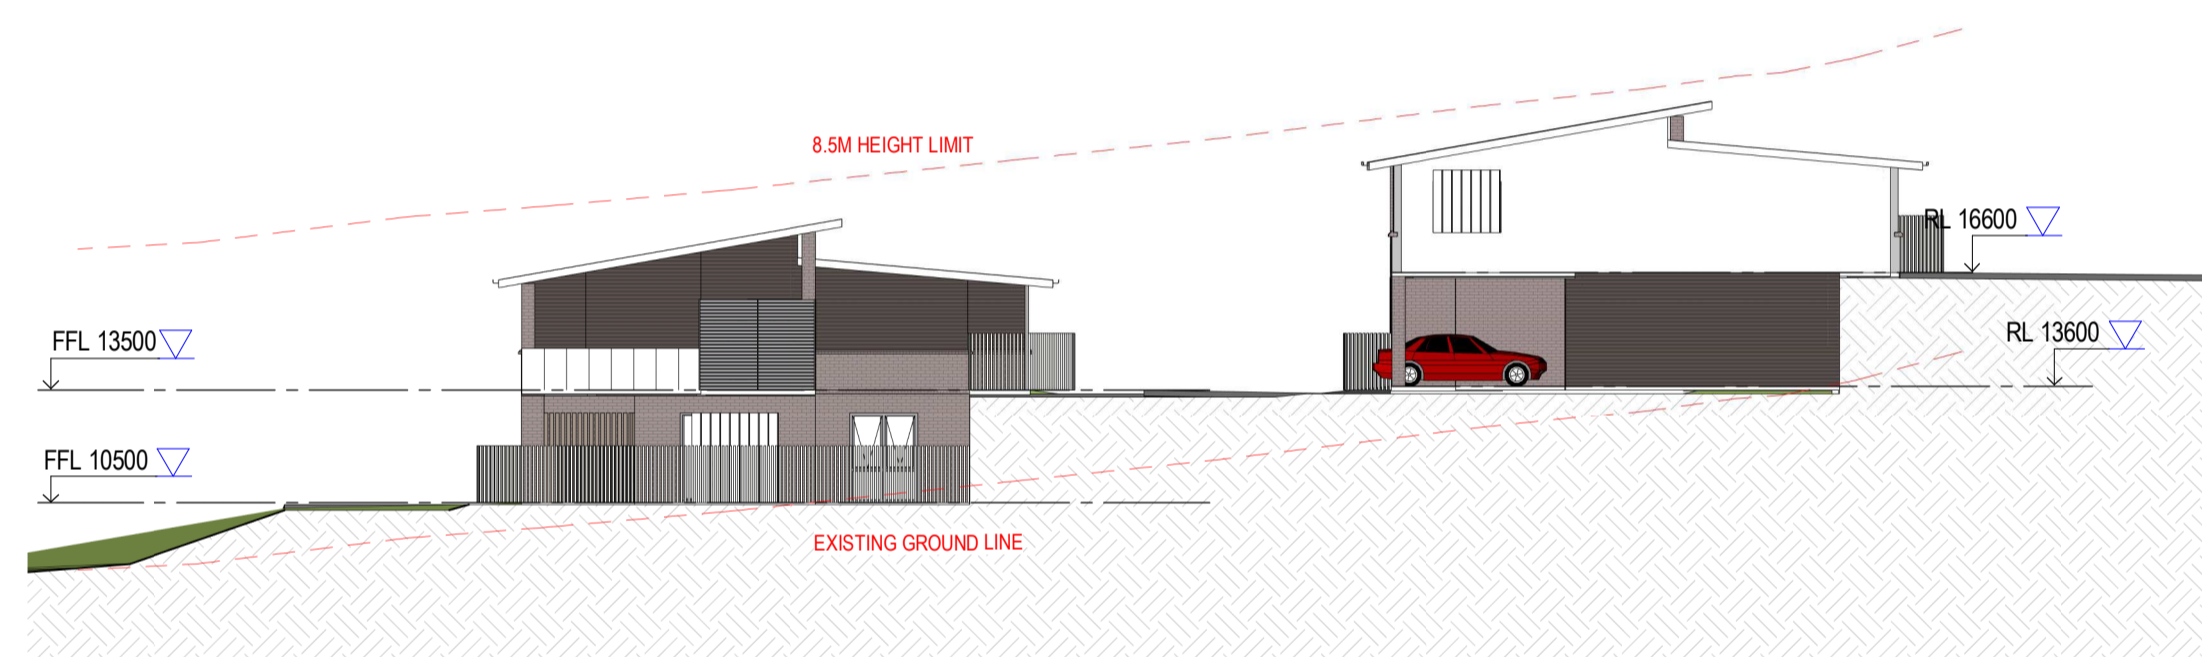 8.5M HEIGHT LIMIT
RL 16600
FFL 13500
RL 13600
FFL 10500
EXISTING GROUND LINE